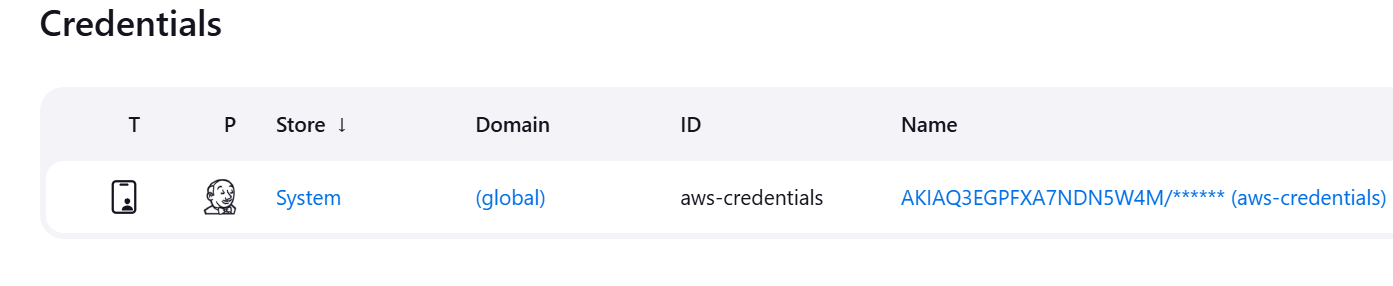 Credentials
T P Store ↓ Domain ID Name
System (global) aws-credentials AKIAQ3EGPFXA7NDN5W4M/****** (aws-credentials)